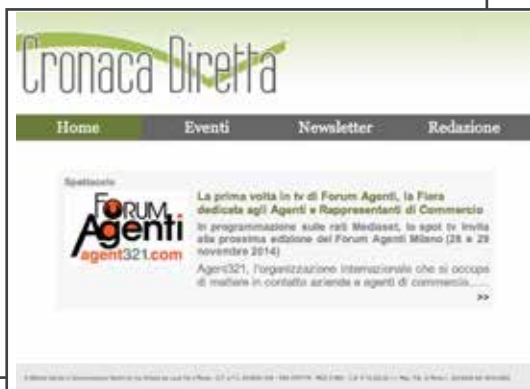 Cronaca Diretta
Home Eventi Newsletter Redazione
Spettacolo
FORUM
Agenti
agent321.com
La prima volta in tv di Forum Agenti, la Fiera
dedicata agli Agenti e Rappresentanti di Commercio
In programmazione sulle reti Mediaset, lo spot tv invita
alla prossima edizione del Forum Agenti Milano (28 e 29
novembre 2014)
Agent321, l'organizzazione internazionale che si occupa
di mettere in contatto aziende e agenti di commercio......
>>